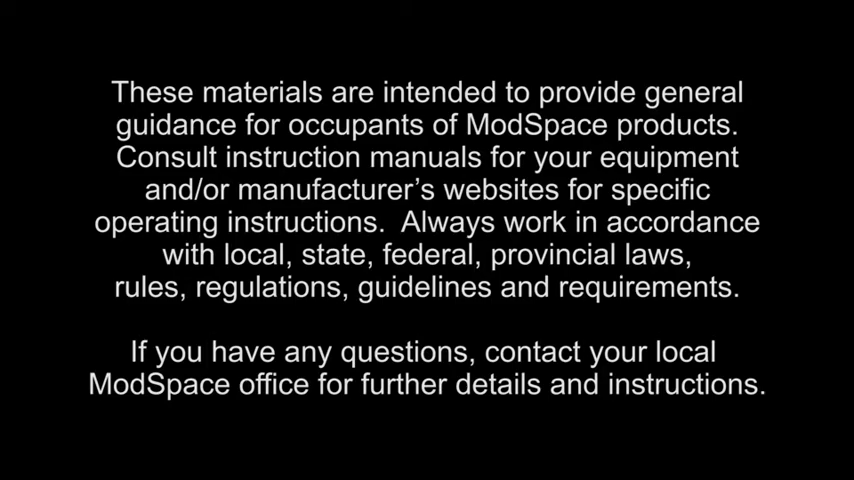 These materials are intended to provide general
guidance for occupants of ModSpace products.
Consult instruction manuals for your equipment
and/or manufacturer’s websites for specific
operating instructions.  Always work in accordance
with local, state, federal, provincial laws,
rules, regulations, guidelines and requirements.
If you have any questions, contact your local
ModSpace office for further details and instructions.